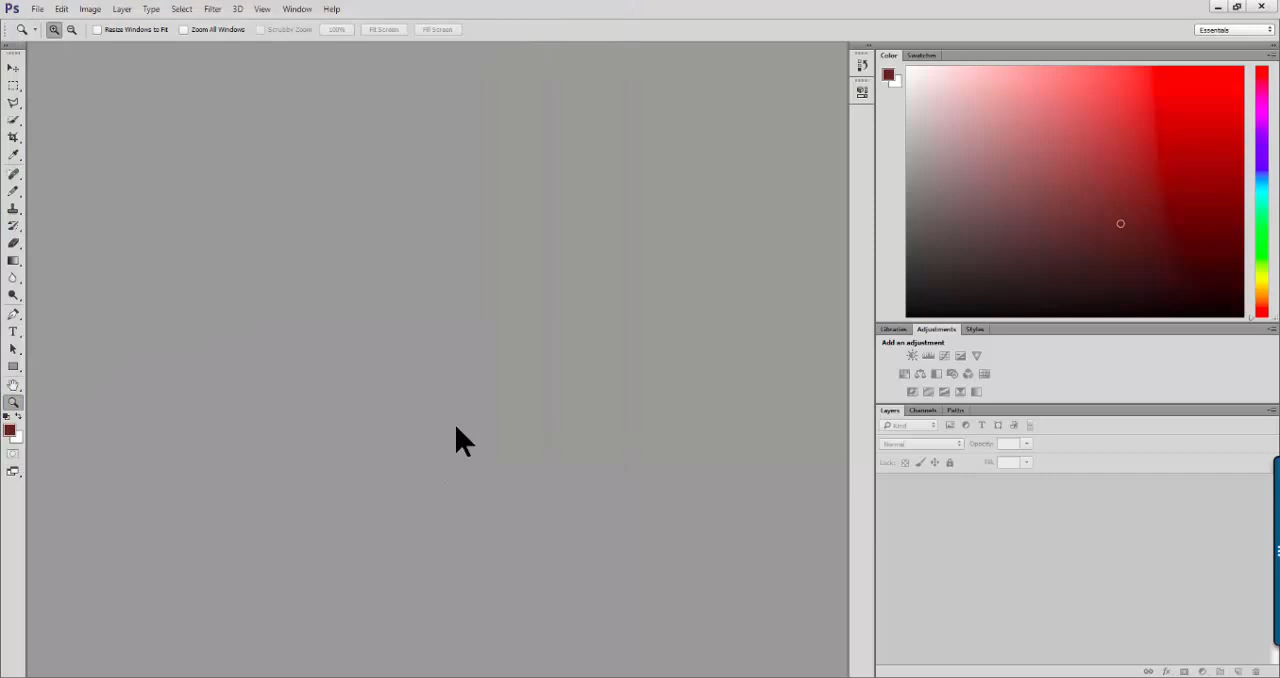 Ps File Edit Image Layer Type Select Filter 3D View Window Help
Resize Windows to Fit Zoom All Windows Scrubby Zoom 100% Fit Screen Fill Screen Essentials
Color Swatches
Libraries Adjustments Styles
Add an adjustment
Layers Channels Paths
Kind T
Normal Opacity:
Lock: Fill:
T
fx